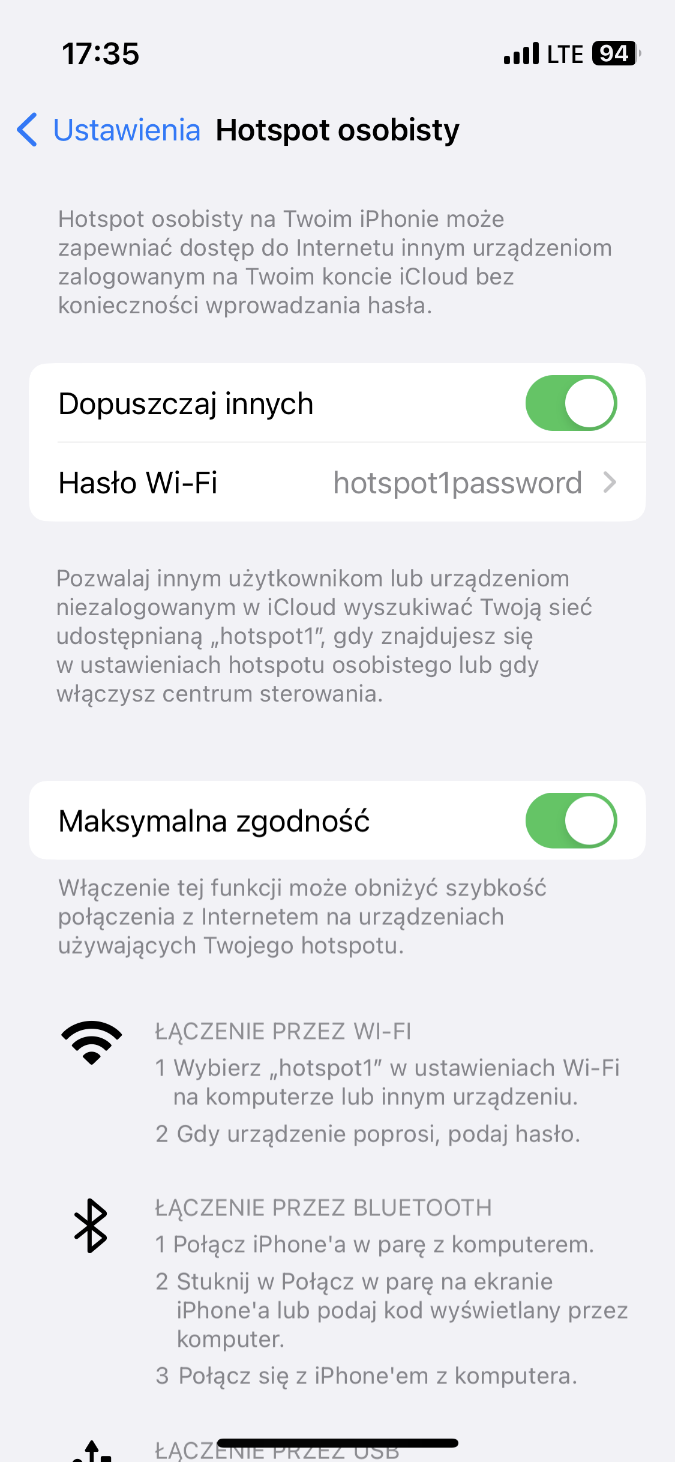 17:35 LTE 94
Ustawienia Hotspot osobisty
Hotspot osobisty na Twoim iPhonie może
zapewniać dostęp do Internetu innym urządzeniom
zalogowanym na Twoim koncie iCloud bez
konieczności wprowadzania hasła.
Dopuszczaj innych
Hasło Wi-Fi hotspot1password
Pozwalaj innym użytkownikom lub urządzeniom
niezalogowanym w iCloud wyszukiwać Twoją sieć
udostępnianą „hotspot1”, gdy znajdujesz się
w ustawieniach hotspotu osobistego lub gdy
włączysz centrum sterowania.
Maksymalna zgodność
Włączenie tej funkcji może obniżyć szybkość
połączenia z Internetem na urządzeniach
używających Twojego hotspotu.
ŁĄCZENIE PRZEZ WI-FI
1 Wybierz „hotspot1” w ustawieniach Wi-Fi
na komputerze lub innym urządzeniu.
2 Gdy urządzenie poprosi, podaj hasło.
ŁĄCZENIE PRZEZ BLUETOOTH
1 Połącz iPhone'a w parę z komputerem.
2 Stuknij w Połącz w parę na ekranie
iPhone'a lub podaj kod wyświetlany przez
komputer.
3 Połącz się z iPhone'em z komputera.
ŁĄCZENIE PRZEZ USB